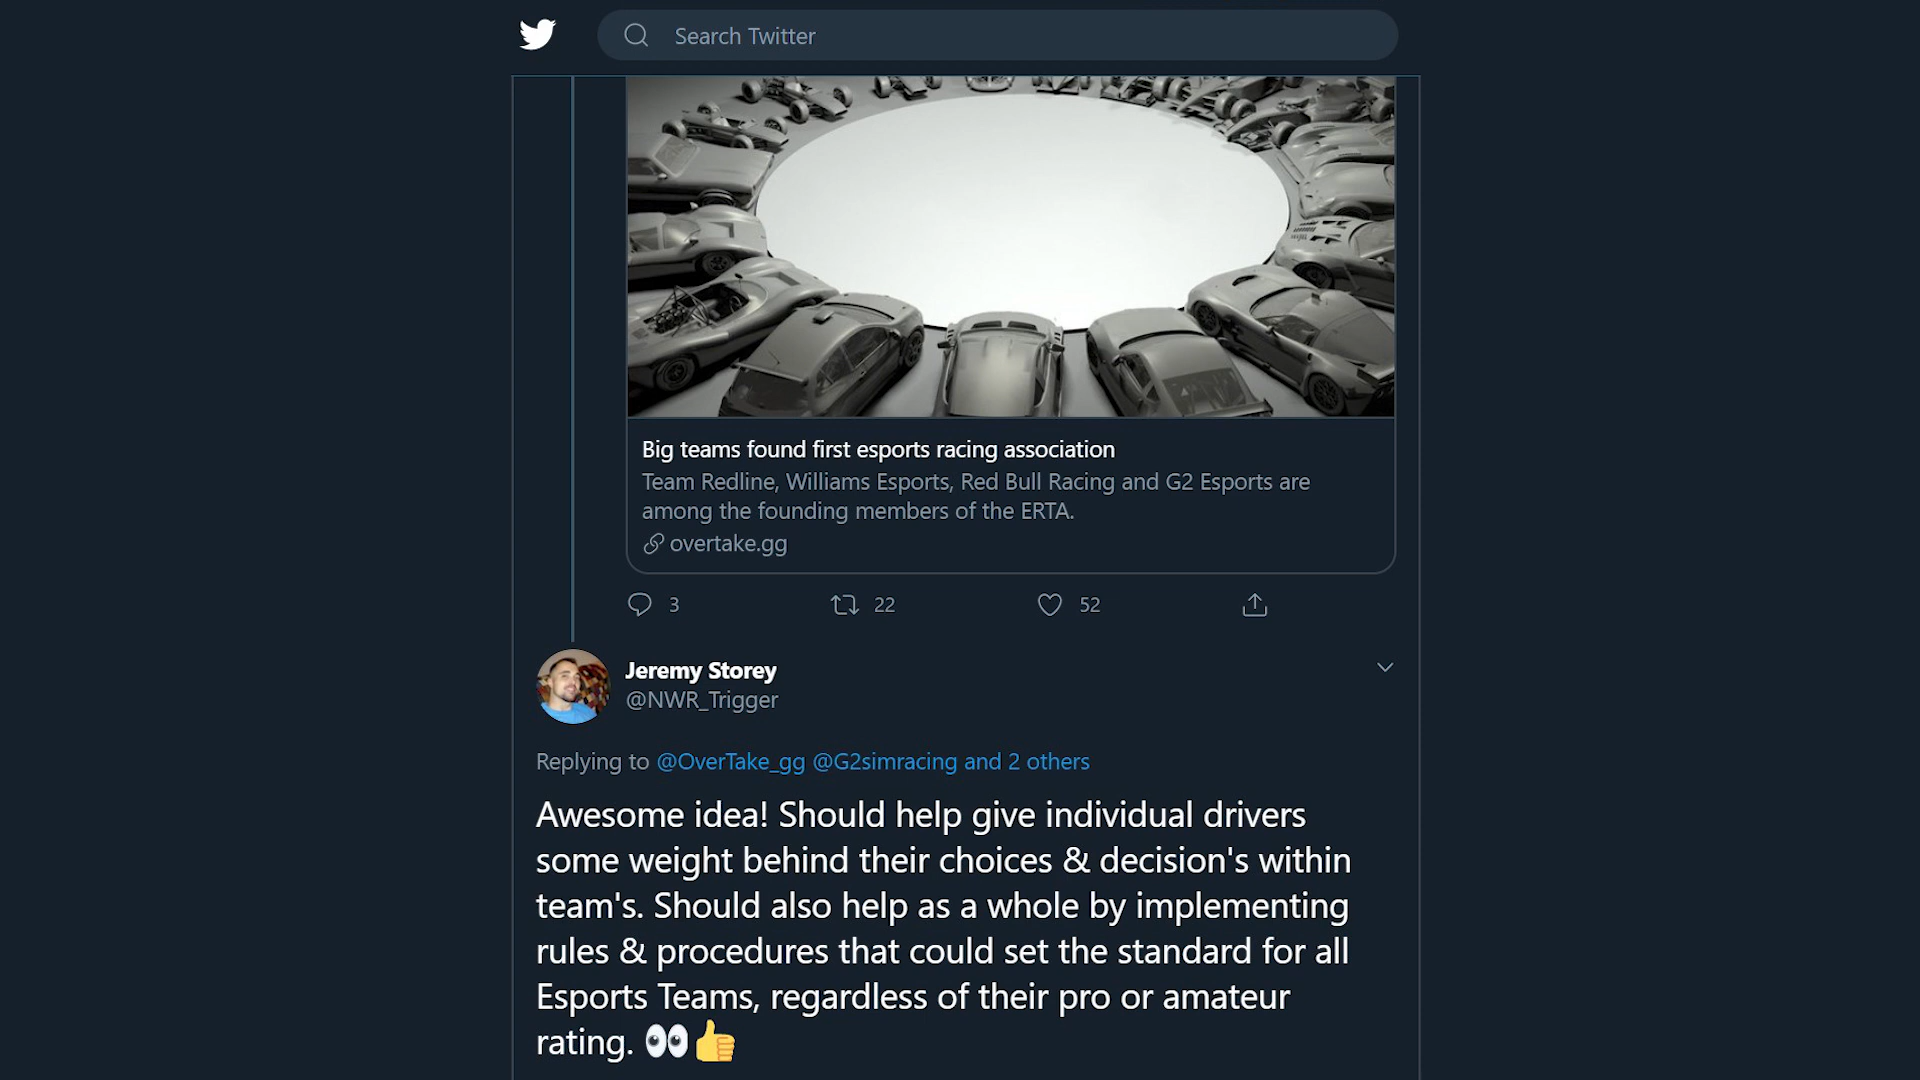 Search Twitter
Big teams found first esports racing association
Team Redline, Williams Esports, Red Bull Racing and G2 Esports are
among the founding members of the ERTA.
overtake.gg
3 22 52
Jeremy Storey
@NWR_Trigger
Replying to @OverTake_gg @G2simracing and 2 others
Awesome idea! Should help give individual drivers
some weight behind their choices & decision's within
team's. Should also help as a whole by implementing
rules & procedures that could set the standard for all
Esports Teams, regardless of their pro or amateur
rating. 👀👍